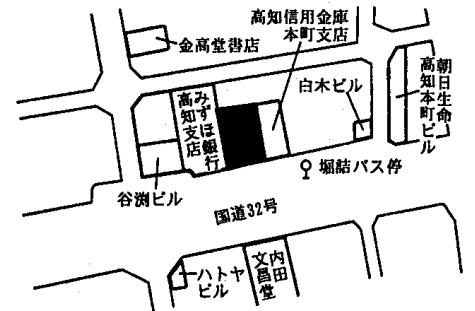 金高堂書店
高知信用金庫
本町支店
朝日生命
高知本町ビル
白木ビル
みずほ銀行
高知支店
堀詰バス停
谷渕ビル
国道32号
ハトヤ
ビル
内田
文昌堂